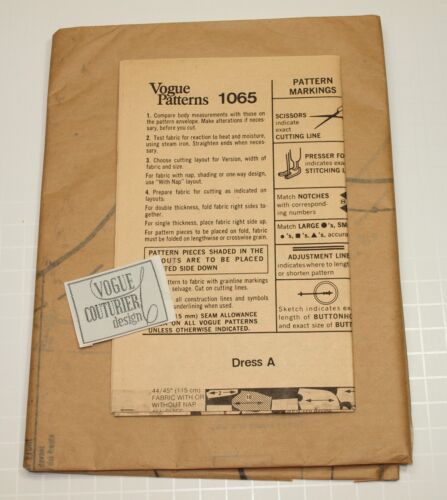 Vogue
Patterns 1065
1. Compare body measurements with those on
the pattern envelope. Make alterations if neces-
sary, before you cut.
2. Test fabric for reaction to heat and moisture,
using steam iron. Straighten ends when neces-
sary.
3. Choose cutting layout for Version, width of
fabric and size.
For fabric with nap, shading or one-way design,
use "With Nap" layout.
4. Prepare fabric for cutting as indicated on
layouts:
For double thickness, fold fabric right sides to-
gether.
For single thickness, place fabric right side up.
For pattern pieces to be placed on fold, fabric
must be folded on lengthwise or crosswise grain.
PATTERN PIECES SHADED IN THE
OUTS ARE TO BE PLACED
TED SIDE DOWN
pattern to fabric with grainline markings
selvage. Cut on cutting lines.
all construction lines and symbols
underlining when used.
15 mm) SEAM ALLOWANCE
ON ALL VOGUE PATTERNS
UNLESS OTHERWISE INDICATED.
PATTERN
MARKINGS
SCISSORS
indicate
exact
CUTTING LINE
PRESSER FO
indicates exa
STITCHING L
Match NOTCHES
with correspond-
ing numbers
Match LARGE ●'s, SM
●'s, ■'s, ▲'s, accura
ADJUSTMENT LINE
indicates where to length
or shorten pattern
Sketch indicates e
length of BUTTONHO
and exact size of BUTT
VOGUE
COUTURIER
design
Dress A
44/45" (115 cm)
FABRIC WITH OR
WITHOUT NAP